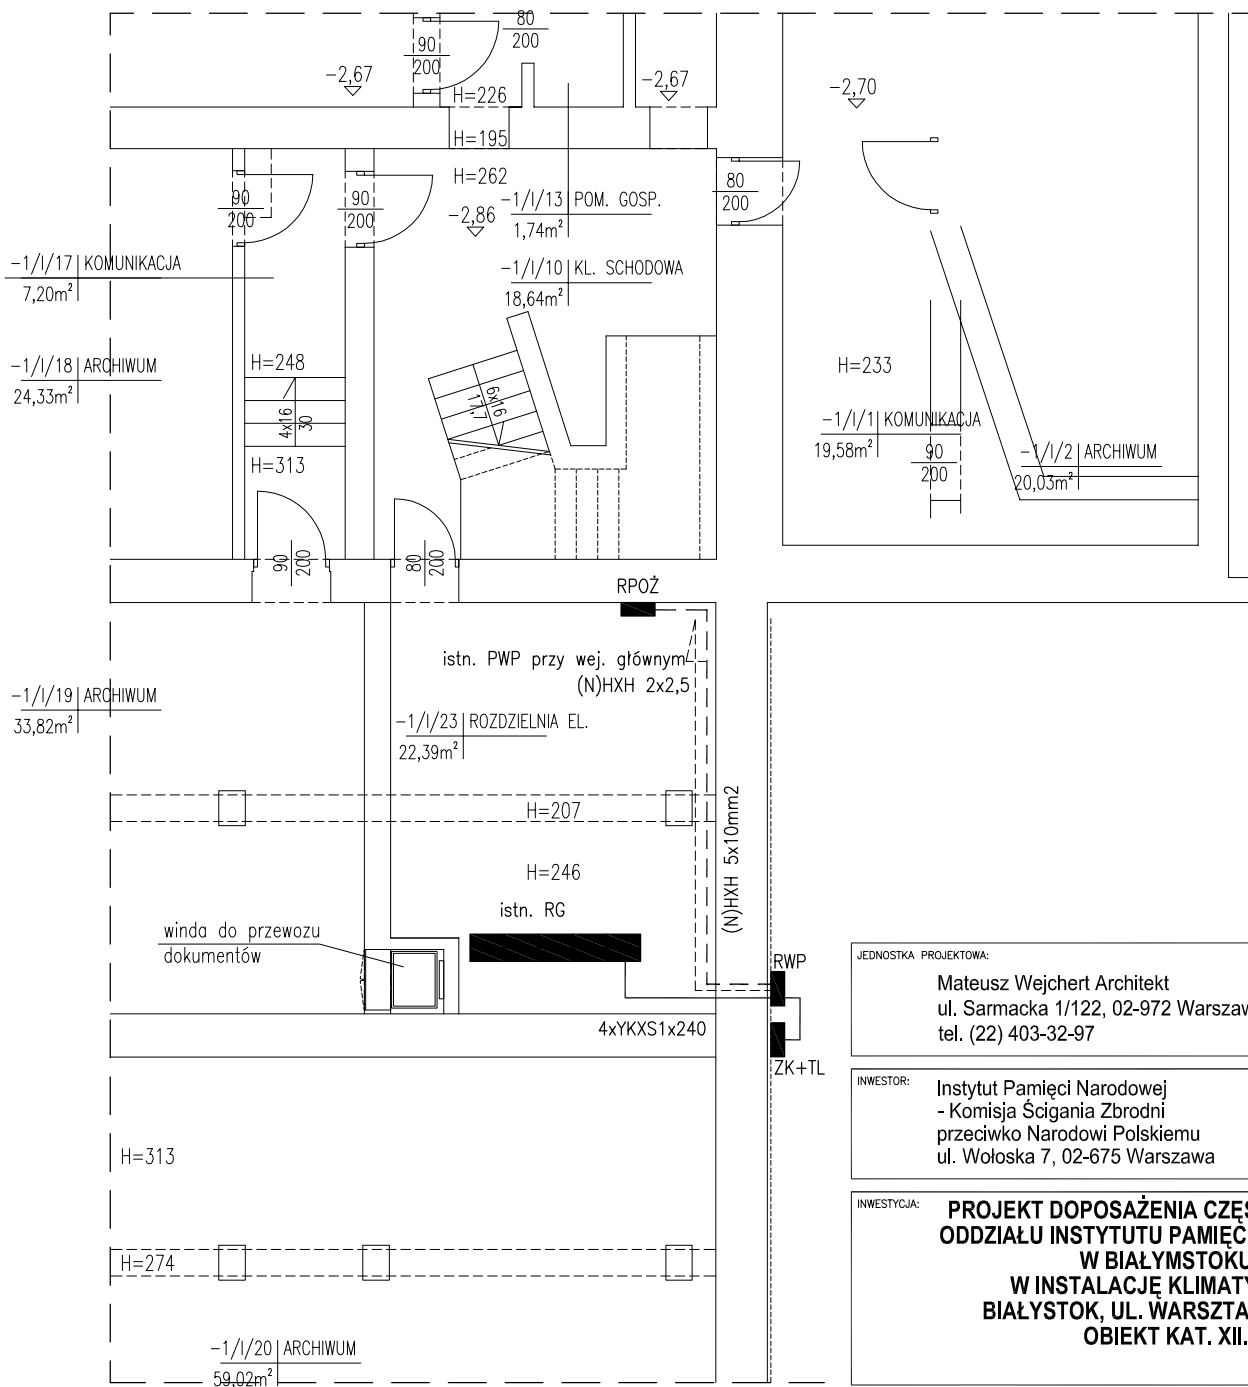 80
200
90
200
-2,67
-2,67
-2,70
H=226
H=195
H=262
80
200
90
200
90
200
-1/I/13 POM. GOSP.
1,74m²
-2,86
-1/I/17 KOMUNIKACJA
7,20m²
-1/I/10 KL. SCHODOWA
18,64m²
-1/I/18 ARCHIWUM
24,33m²
H=248
4x16
30
H=313
6x16
H=233
-1/I/1 KOMUNIKACJA
19,58m²
90
200
-1/I/2 ARCHIWUM
20,03m²
90
200
80
200
RPOŻ
istn. PWP przy wej. głównym
(N)HXH 2x2,5
-1/I/19 ARCHIWUM
33,82m²
-1/I/23 ROZDZIELNIA EL.
22,39m²
H=207
(N)HXH 5x10mm2
H=246
istn. RG
winda do przewozu
dokumentów
RWP
4xYKXS1x240
ZK+TL
H=313
H=274
-1/I/20 ARCHIWUM
59,02m²
JEDNOSTKA PROJEKTOWA:
Mateusz Wejchert Architekt
ul. Sarmacka 1/122, 02-972 Warszaw
tel. (22) 403-32-97
INWESTOR:
Instytut Pamięci Narodowej
- Komisja Ścigania Zbrodni
przeciwko Narodowi Polskiemu
ul. Wołoska 7, 02-675 Warszawa
INWESTYCJA:
PROJEKT DOPOSAŻENIA CZĘŚ
ODDZIAŁU INSTYTUTU PAMIĘC
W BIAŁYMSTOKU
W INSTALACJĘ KLIMATY
BIAŁYSTOK, UL. WARSZTA
OBIEKT KAT. XII.